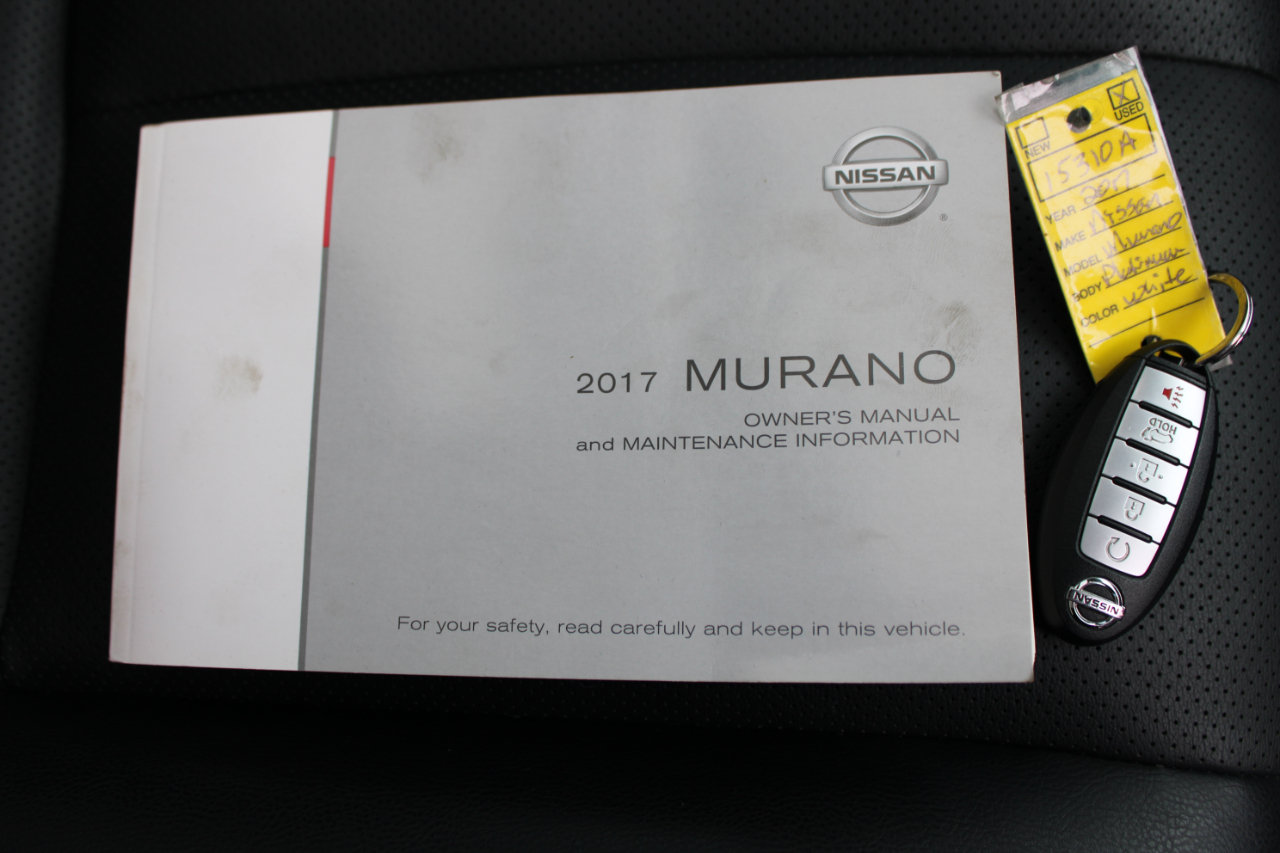 NISSAN
®
2017 MURANO
OWNER'S MANUAL
and MAINTENANCE INFORMATION
For your safety, read carefully and keep in this vehicle.
NEW X USED
15310A
YEAR 2017
MAKE Nissan
MODEL Murano
BODY Platinum
COLOR White
HOLD
NISSAN